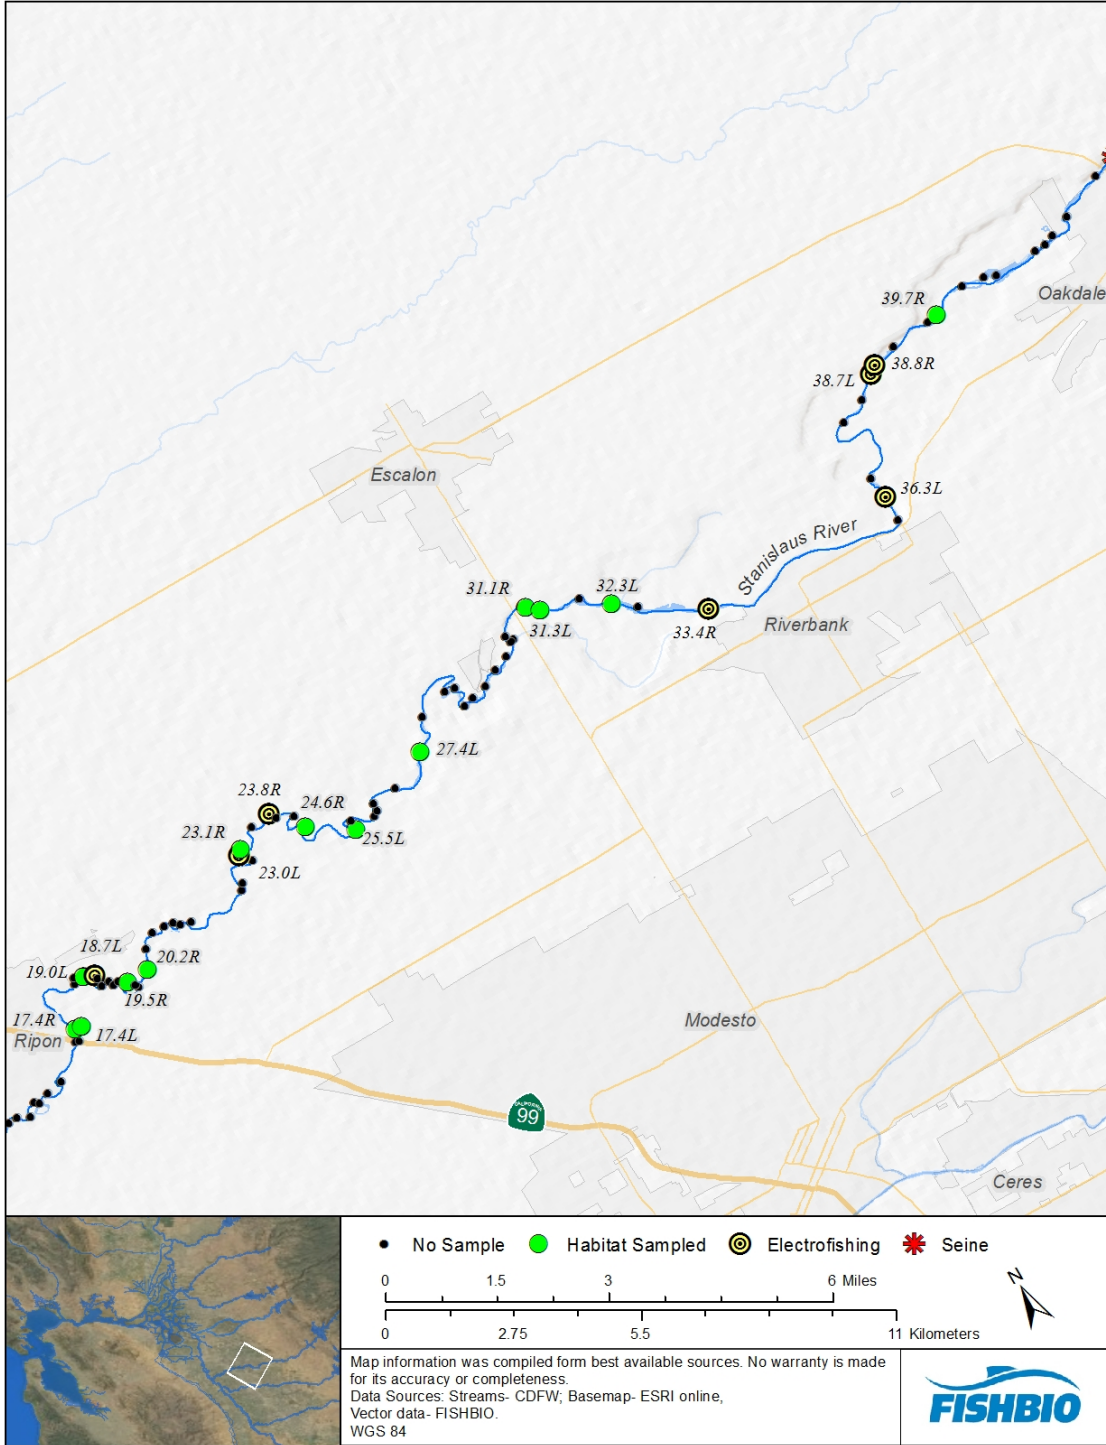 39.7R
Oakdale
38.8R
38.7L
Escalon
36.3L
Stanislaus River
31.1R
32.3L
31.3L
33.4R
Riverbank
27.4L
23.8R
24.6R
23.1R
25.5L
23.0L
18.7L
20.2R
19.0L
19.5R
17.4R
17.4L
Ripon
Modesto
CALIFORNIA
99
Ceres
No Sample
Habitat Sampled
Electrofishing
Seine
0 1.5 3 6 Miles
0 2.75 5.5 11 Kilometers
N
Map information was compiled form best available sources. No warranty is made
for its accuracy or completeness.
Data Sources: Streams- CDFW; Basemap- ESRI online,
Vector data- FISHBIO.
WGS 84
FISHBIO